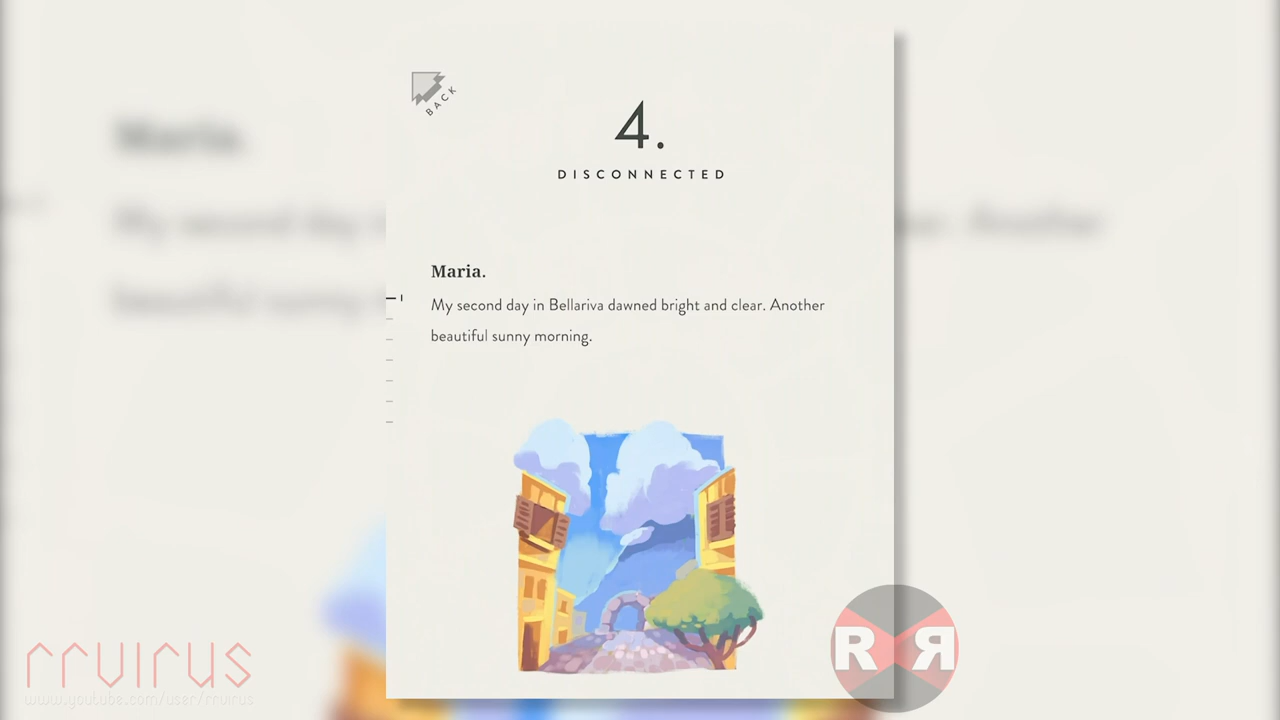 BACK
4.
DISCONNECTED
Maria.
My second day in Bellariva dawned bright and clear. Another
beautiful sunny morning.
rrvirus
www.youtube.com/user/rrvirus
RЯ